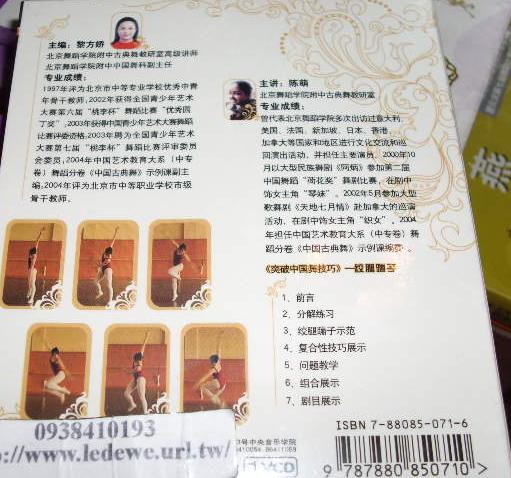 主编：黎方娇
北京舞蹈学院附中古典舞教研室高级讲师
北京舞蹈学院附中中国舞科副主任
专业成绩：
1997年评为北京市中等专业学校优秀中青
年骨干教师,2002年获得全国青少年艺术
大赛第六届“桃李杯”舞蹈比赛“优秀园
丁奖”,2003年获得中国青少年艺术大赛舞蹈
比赛评委资格,2003年聘为全国青少年艺术
大赛第七届“桃李杯”舞蹈比赛评审委员
会委员,2004年中国艺术教育大系（中专
卷）舞蹈分卷《中国古典舞》示例课副主
编,2004年评为北京市中等职业学校市级
骨干教师。
主讲：陈萌
北京舞蹈学院附中古典舞教研室
专业成绩：
曾代表北京舞蹈学院多次出访过意大利、
美国、法国、新加坡、日本、香港、
加拿大等国家和地区进行文化交流和巡
回演出活动，并担任主要演员。2000年10
月以大型民族舞剧《闪炳》参加第二届
中国舞蹈“荷花奖”舞剧比赛，在剧中
饰女主角“琴妹”。2002年5月参加大型
歌舞剧《天地七月情》赴加拿大的巡演
活动，在剧中饰女主角“织女”。2004
年担任中国艺术教育大系（中专卷）舞
蹈分卷《中国古典舞》示例课
《突破中国舞技巧》
1、前言
2、分解练习
3、绞腿蹁子示范
4、复合性技巧展示
5、问题教学
6、组合展示
7、剧目展示
ISBN 7-88085-071-6
号中央音乐学院
VCD
9 787880 850710 >
0938410193
://www.ledewe.url.tw/
熊